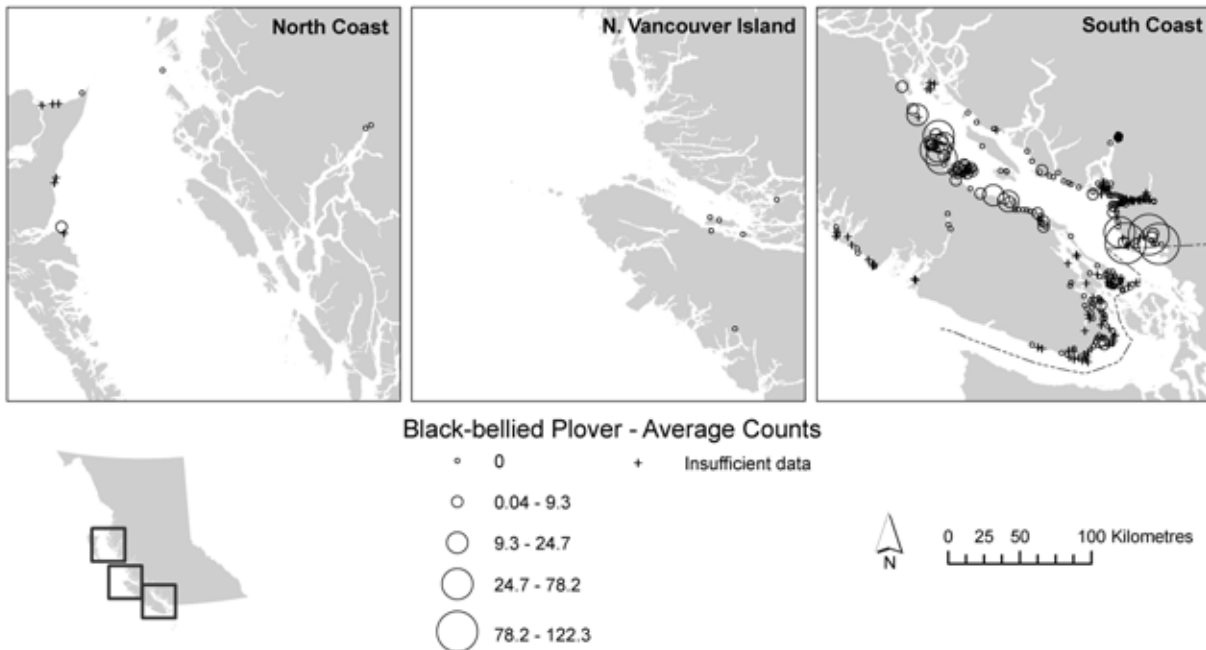 North Coast
N. Vancouver Island
South Coast
Black-bellied Plover - Average Counts
0
+ Insufficient data
0.04 - 9.3
9.3 - 24.7
24.7 - 78.2
78.2 - 122.3
N
0 25 50 100 Kilometres